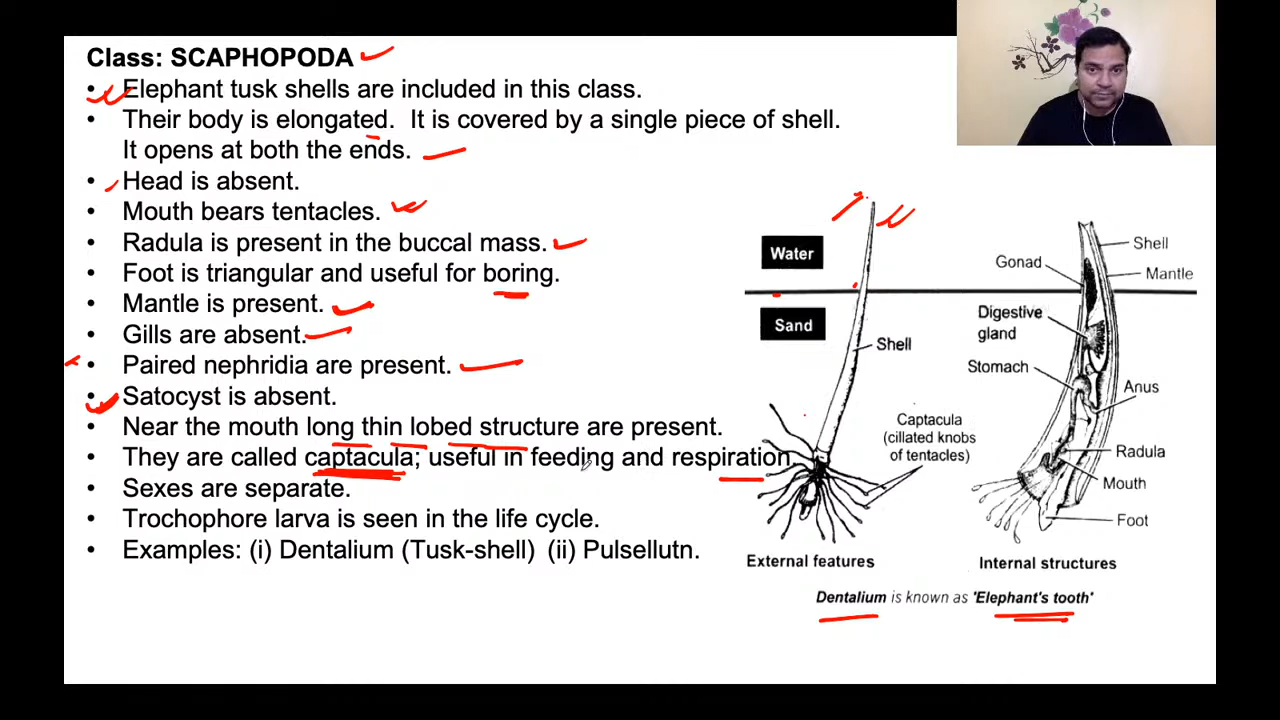 Class: SCAPHOPODA
• Elephant tusk shells are included in this class.
• Their body is elongated. It is covered by a single piece of shell.
It opens at both the ends.
• Head is absent.
• Mouth bears tentacles.
• Radula is present in the buccal mass.
• Foot is triangular and useful for boring.
• Mantle is present.
• Gills are absent.
• Paired nephridia are present.
• Satocyst is absent.
• Near the mouth long thin lobed structure are present.
• They are called captacula; useful in feeding and respiration
• Sexes are separate.
• Trochophore larva is seen in the life cycle.
• Examples: (i) Dentalium (Tusk-shell) (ii) Pulsellutn.
Water
Sand
Shell
Captacula
(cillated knobs
of tentacles)
External features
Gonad
Digestive
gland
Stomach
Shell
Mantle
Anus
Radula
Mouth
Foot
Internal structures
Dentalium is known as 'Elephant's tooth'